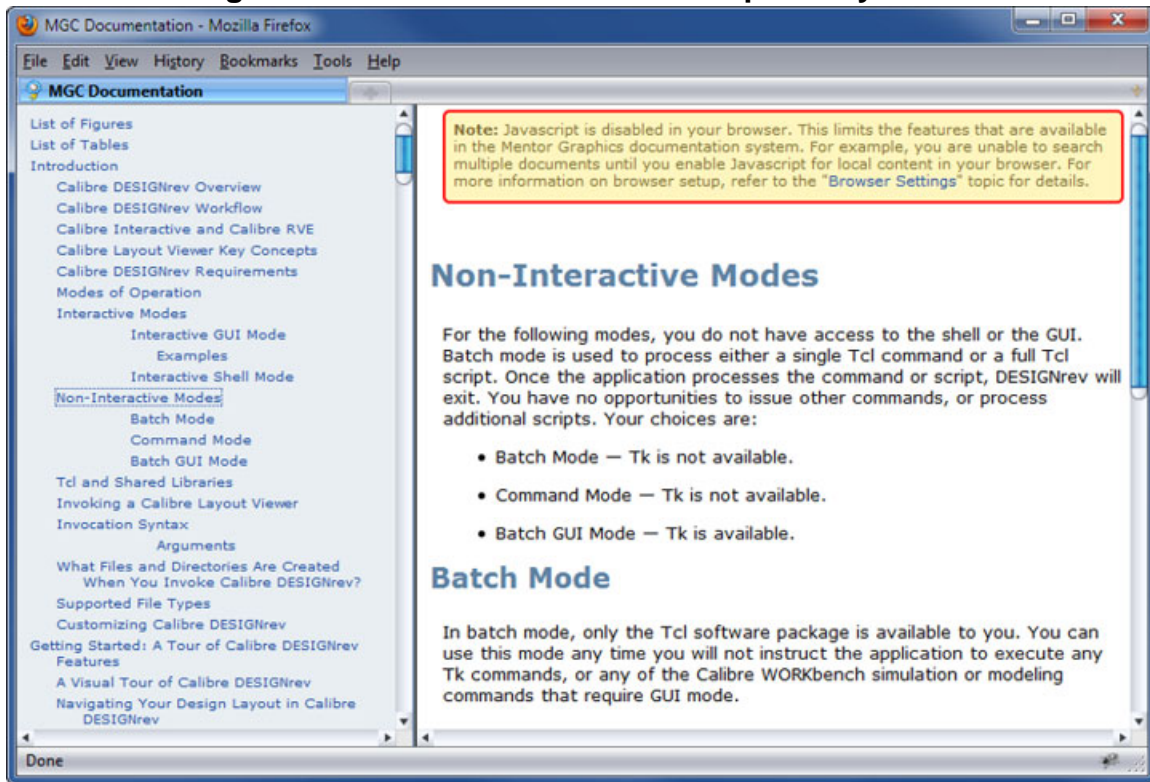 MGC Documentation - Mozilla Firefox
File Edit View History Bookmarks Tools Help
MGC Documentation
List of Figures
List of Tables
Introduction
Calibre DESIGNrev Overview
Calibre DESIGNrev Workflow
Calibre Interactive and Calibre RVE
Calibre Layout Viewer Key Concepts
Calibre DESIGNrev Requirements
Modes of Operation
Interactive Modes
Interactive GUI Mode
Examples
Interactive Shell Mode
Non-Interactive Modes
Batch Mode
Command Mode
Batch GUI Mode
Tcl and Shared Libraries
Invoking a Calibre Layout Viewer
Invocation Syntax
Arguments
What Files and Directories Are Created
When You Invoke Calibre DESIGNrev?
Supported File Types
Customizing Calibre DESIGNrev
Getting Started: A Tour of Calibre DESIGNrev
Features
A Visual Tour of Calibre DESIGNrev
Navigating Your Design Layout in Calibre
DESIGNrev
Note: Javascript is disabled in your browser. This limits the features that are available
in the Mentor Graphics documentation system. For example, you are unable to search
multiple documents until you enable Javascript for local content in your browser. For
more information on browser setup, refer to the "Browser Settings" topic for details.
Non-Interactive Modes
For the following modes, you do not have access to the shell or the GUI.
Batch mode is used to process either a single Tcl command or a full Tcl
script. Once the application processes the command or script, DESIGNrev will
exit. You have no opportunities to issue other commands, or process
additional scripts. Your choices are:
• Batch Mode — Tk is not available.
• Command Mode — Tk is not available.
• Batch GUI Mode — Tk is available.
Batch Mode
In batch mode, only the Tcl software package is available to you. You can
use this mode any time you will not instruct the application to execute any
Tk commands, or any of the Calibre WORKbench simulation or modeling
commands that require GUI mode.
Done